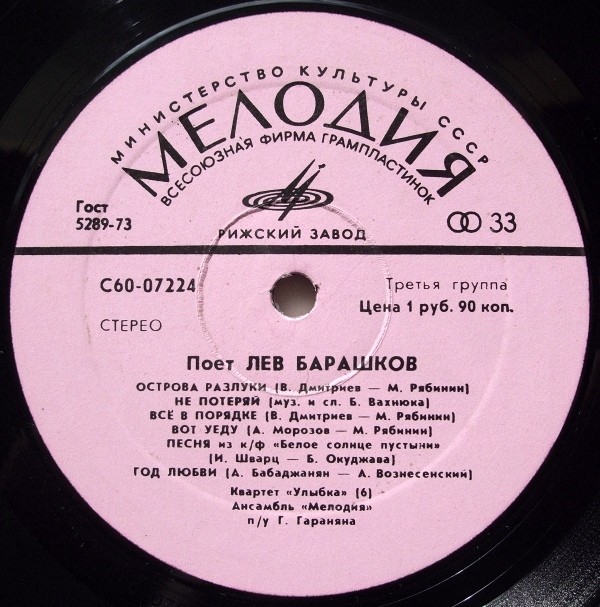 МИНИСТЕРСТВО КУЛЬТУРЫ СССР
МЕЛОДИЯ
ВСЕСОЮЗНАЯ ФИРМА ГРАМПЛАСТИНОК
Гост
5289-73
33
РИЖСКИЙ ЗАВОД
С60-07224
Третья группа
Цена 1 руб. 90 коп.
СТЕРЕО
Поет ЛЕВ БАРАШКОВ
ОСТРОВА РАЗЛУКИ (В. Дмитриев — М. Рябинин)
НЕ ПОТЕРЯЙ (муз. и сл. Б. Вахнюка)
ВСЁ В ПОРЯДКЕ (В. Дмитриев — М. Рябинин)
ВОТ УЕДУ (А. Морозов — М. Рябинин)
ПЕСНЯ из к/ф «Белое солнце пустыни»
(И. Шварц — Б. Окуджава)
ГОД ЛЮБВИ (А. Бабаджанян — А. Вознесенский)
Квартет «Улыбка» (6)
Ансамбль «Мелодия»
п/у Г. Гараняна